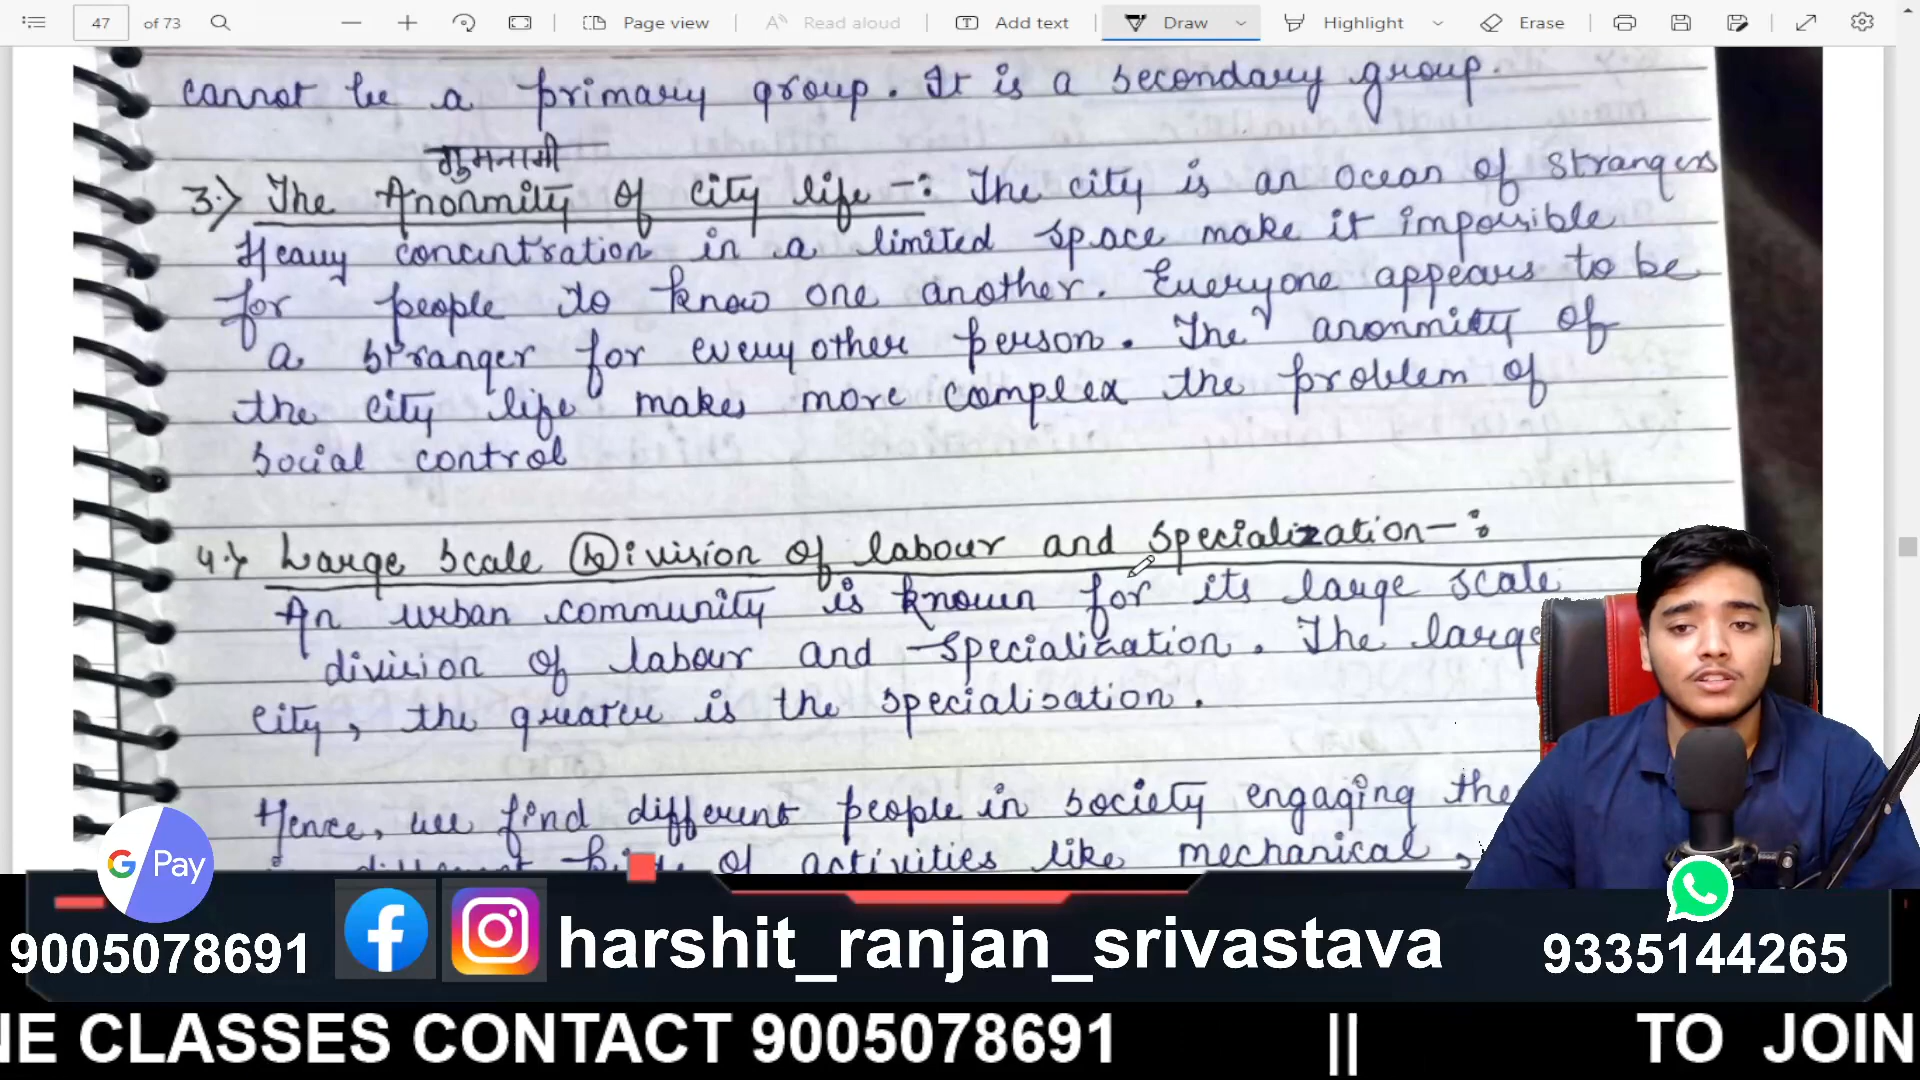 47 of 73 Page view Read aloud Add text Draw Highlight Erase
cannot be a primary group. It is a secondary group.
गुमनामी
3.) The Anonmity of city life -: The city is an ocean of strangers
Heavy concentration in a limited space make it impossible
for people to know one another. Everyone appears to be
a stranger for every other person. The anonmity of
the city life makes more complex the problem of
social control
4.) Large Scale Division of labour and specialization -:
An urban community is known for its large scale
division of labour and specialization. The large
city, the greater is the specialisation.
Hence, we find different people in society engaging the
different of activities like mechanical,
G Pay
9005078691
harshit_ranjan_srivastava
9335144265
NE CLASSES CONTACT 9005078691 || TO JOIN